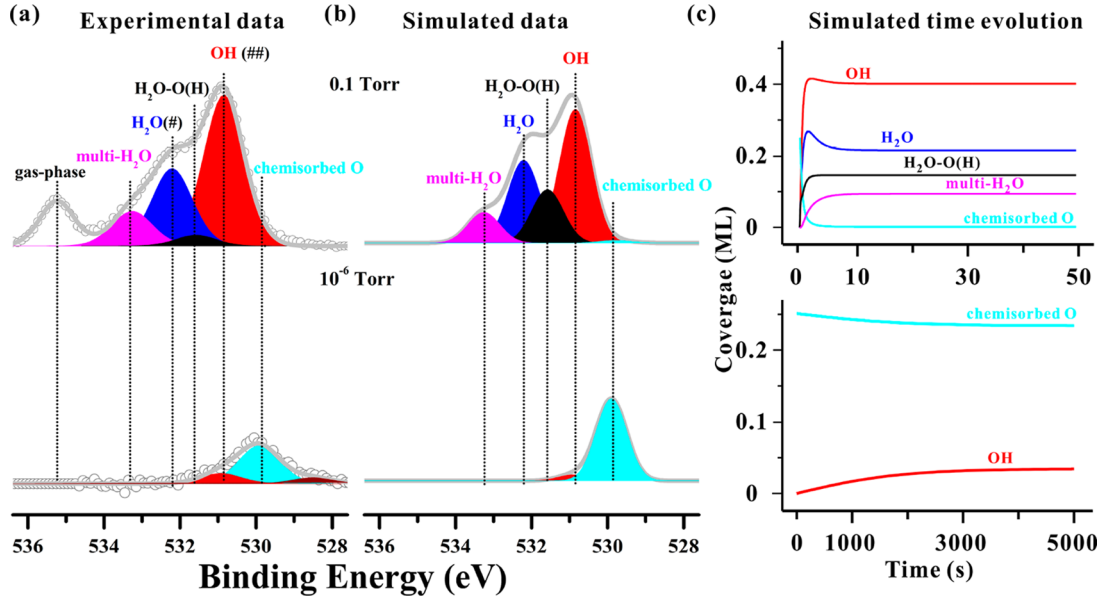 (a) Experimental data
OH (##)
H₂O-O(H)
H₂O(#)
multi-H₂O
gas-phase
chemisorbed O
0.1 Torr
10⁻⁶ Torr
536 534 532 530 528
(b) Simulated data
OH
H₂O-O(H)
H₂O
multi-H₂O
chemisorbed O
536 534 532 530 528
Binding Energy (eV)
(c) Simulated time evolution
0.4
0.2
0
OH
H₂O
H₂O-O(H)
multi-H₂O
chemisorbed O
0 10 30 50
Covergae (ML)
chemisorbed O
0.2
0.1
0
OH
0 1000 3000 5000
Time (s)